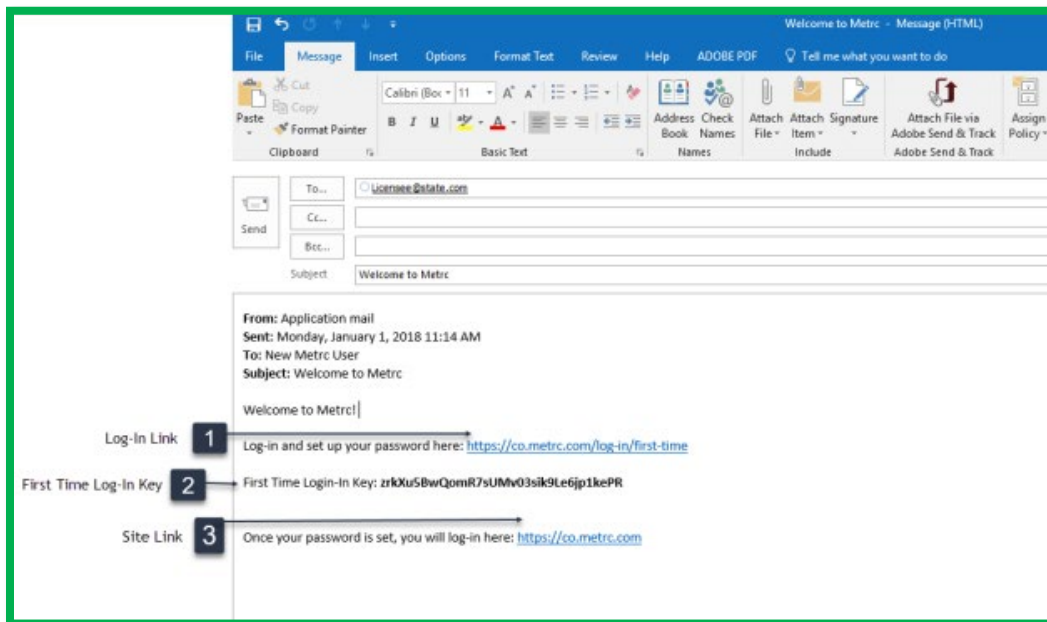 Welcome to Metrc - Message (HTML)
File Message Insert Options Format Text Review Help ADOBE PDF Tell me what you want to do
Paste
Cut
Copy
Format Painter
Clipboard
Calibri (Boc 11
B I U
Basic Text
Address Book
Check Names
Names
Attach File
Attach Item
Signature
Include
Attach File via
Adobe Send & Track
Adobe Send & Track
Assign
Policy
Send
To... Licensee@state.com
Cc...
Bcc...
Subject Welcome to Metrc
From: Application mail
Sent: Monday, January 1, 2018 11:14 AM
To: New Metrc User
Subject: Welcome to Metrc
Welcome to Metrc!
Log-In Link 1
Log-in and set up your password here: https://co.metrc.com/log-in/first-time
First Time Log-In Key 2
First Time Login-In Key: zrkXuSBwQomR7sUMv03sik9Le6jp1kePR
Site Link 3
Once your password is set, you will log-in here: https://co.metrc.com